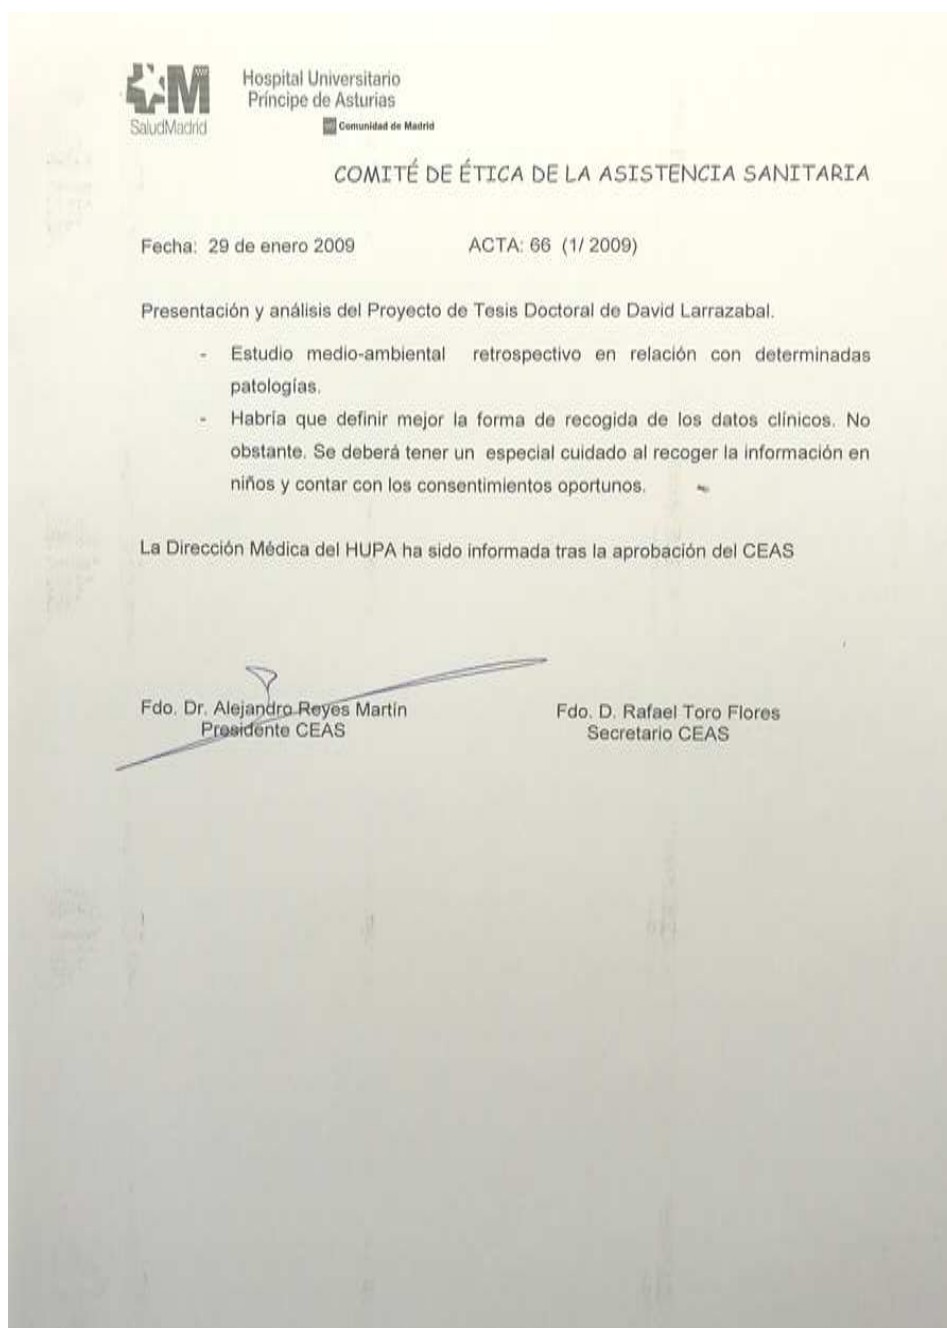 SaludMadrid
Hospital Universitario
Príncipe de Asturias
Comunidad de Madrid
COMITÉ DE ÉTICA DE LA ASISTENCIA SANITARIA
Fecha: 29 de enero 2009 ACTA: 66 (1/ 2009)
Presentación y análisis del Proyecto de Tesis Doctoral de David Larrazabal.
- Estudio medio-ambiental retrospectivo en relación con determinadas
patologías.
- Habría que definir mejor la forma de recogida de los datos clínicos. No
obstante. Se deberá tener un especial cuidado al recoger la información en
niños y contar con los consentimientos oportunos.
La Dirección Médica del HUPA ha sido informada tras la aprobación del CEAS
Fdo. Dr. Alejandro Reyes Martín
Presidente CEAS
Fdo. D. Rafael Toro Flores
Secretario CEAS